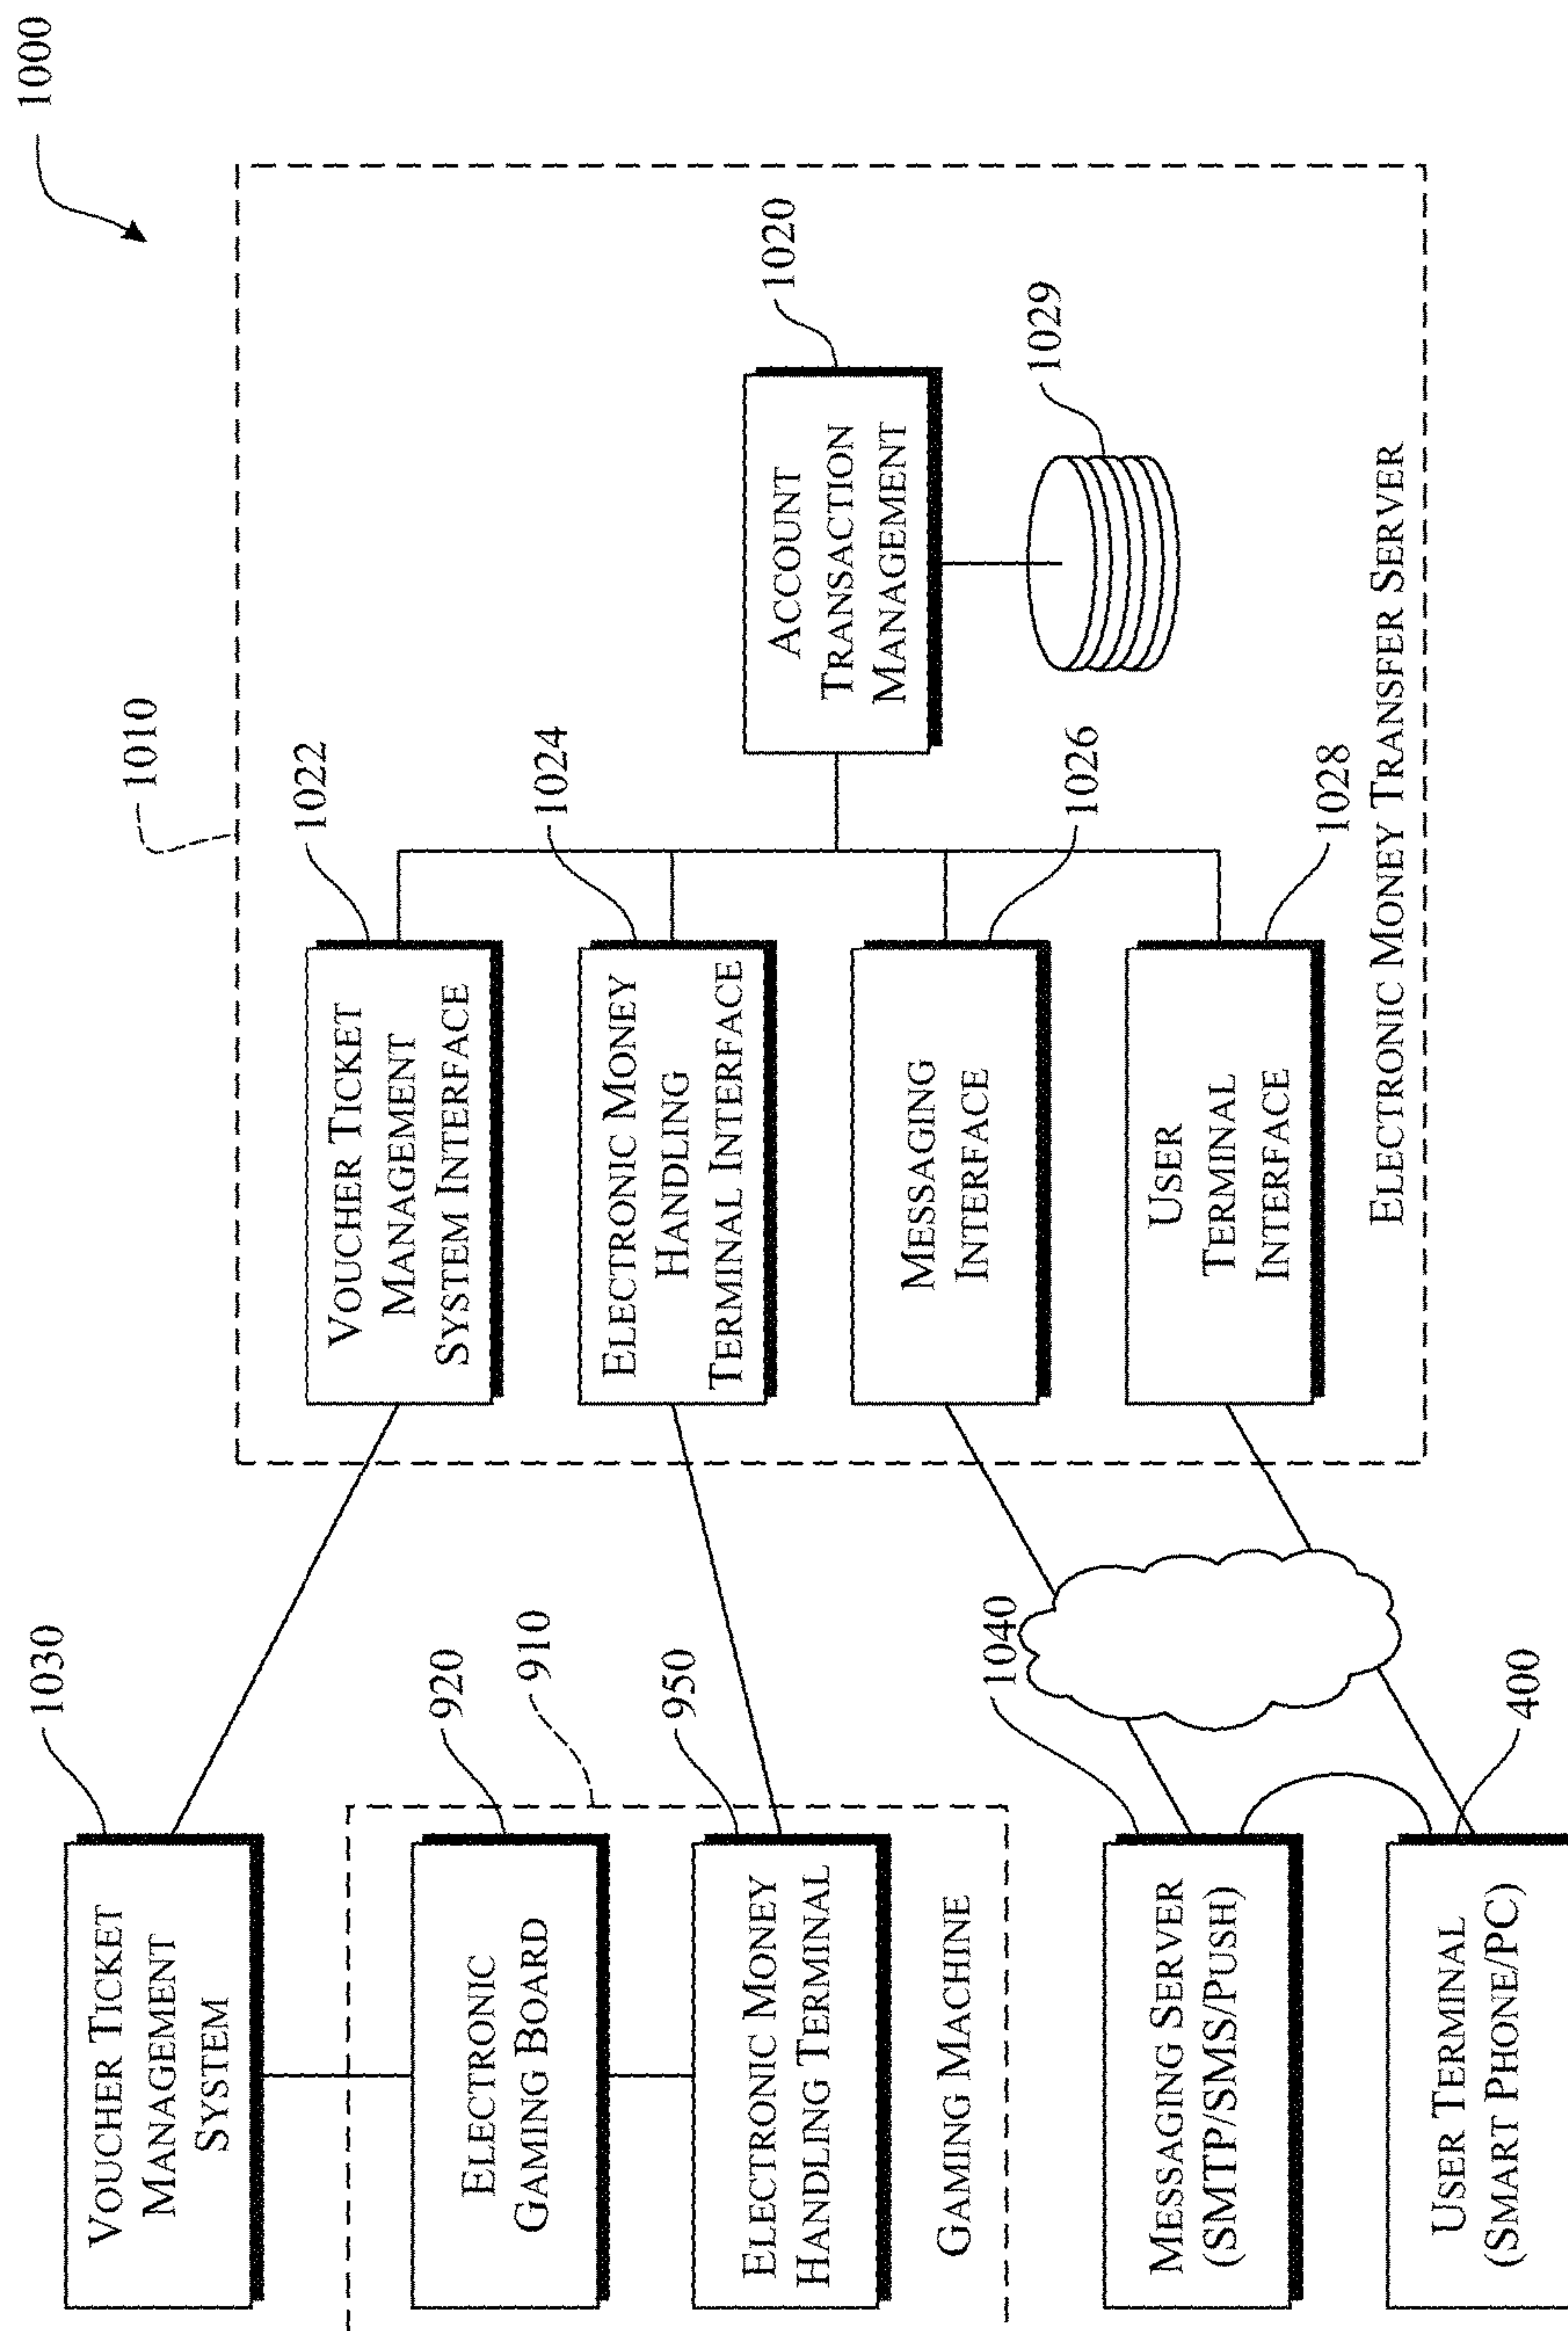 1000
1010
1030
VOUCHER TICKET
MANAGEMENT
SYSTEM
1022
VOUCHER TICKET
MANAGEMENT
SYSTEM INTERFACE
920
ELECTRONIC
GAMING BOARD
910
1024
ELECTRONIC MONEY
HANDLING
TERMINAL INTERFACE
1020
ACCOUNT
TRANSACTION
MANAGEMENT
950
ELECTRONIC MONEY
HANDLING TERMINAL
GAMING MACHINE
1026
MESSAGING
INTERFACE
1029
1040
MESSAGING SERVER
(SMTP/SMS/PUSH)
1028
USER
TERMINAL
INTERFACE
ELECTRONIC MONEY TRANSFER SERVER
400
USER TERMINAL
(SMART PHONE/PC)